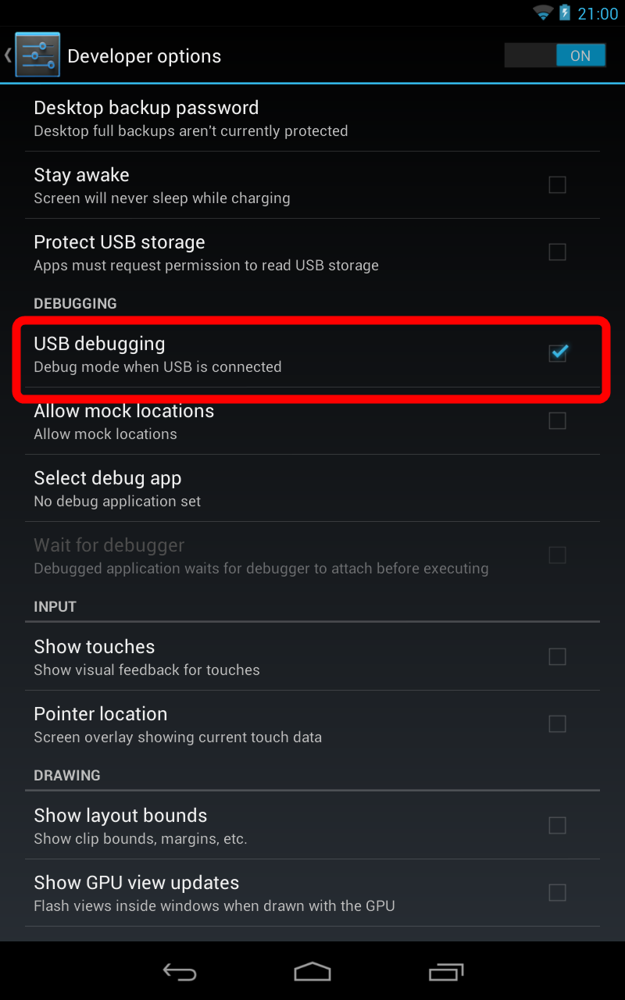 21:00
Developer options
ON
Desktop backup password
Desktop full backups aren't currently protected
Stay awake
Screen will never sleep while charging
Protect USB storage
Apps must request permission to read USB storage
DEBUGGING
USB debugging
Debug mode when USB is connected
Allow mock locations
Allow mock locations
Select debug app
No debug application set
Wait for debugger
Debugged application waits for debugger to attach before executing
INPUT
Show touches
Show visual feedback for touches
Pointer location
Screen overlay showing current touch data
DRAWING
Show layout bounds
Show clip bounds, margins, etc.
Show GPU view updates
Flash views inside windows when drawn with the GPU